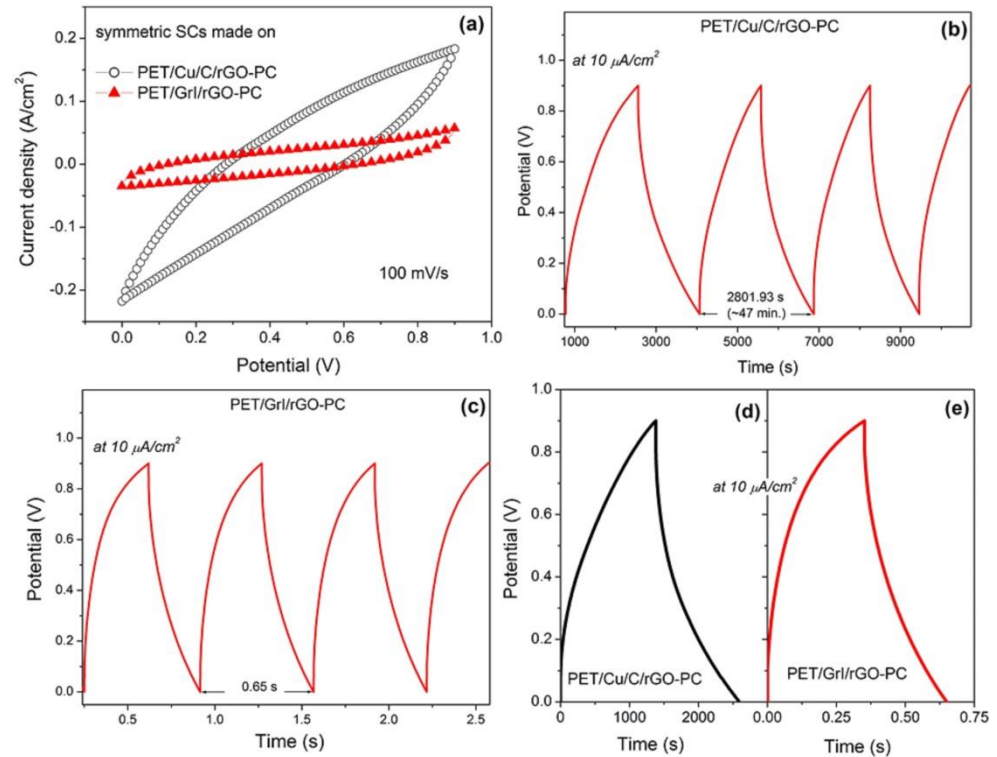 (a)
symmetric SCs made on
PET/Cu/C/rGO-PC
PET/Grl/rGO-PC
100 mV/s
Current density (A/cm²)
0.2
0.1
0.0
-0.1
-0.2
0.0 0.2 0.4 0.6 0.8 1.0
Potential (V)
PET/Cu/C/rGO-PC
(b)
at 10 μA/cm²
2801.93 s
(~47 min.)
Potential (V)
1.0
0.8
0.6
0.4
0.2
0.0
1000 3000 5000 7000 9000
Time (s)
PET/Grl/rGO-PC
(c)
at 10 μA/cm²
0.65 s
Potential (V)
1.0
0.8
0.6
0.4
0.2
0.0
0.5 1.0 1.5 2.0 2.5
Time (s)
(d)
(e)
at 10 μA/cm²
PET/Cu/C/rGO-PC
PET/Grl/rGO-PC
Potential (V)
1.0
0.8
0.6
0.4
0.2
0.0
0 1000 2000
Time (s)
0.00 0.25 0.50 0.75
Time (s)